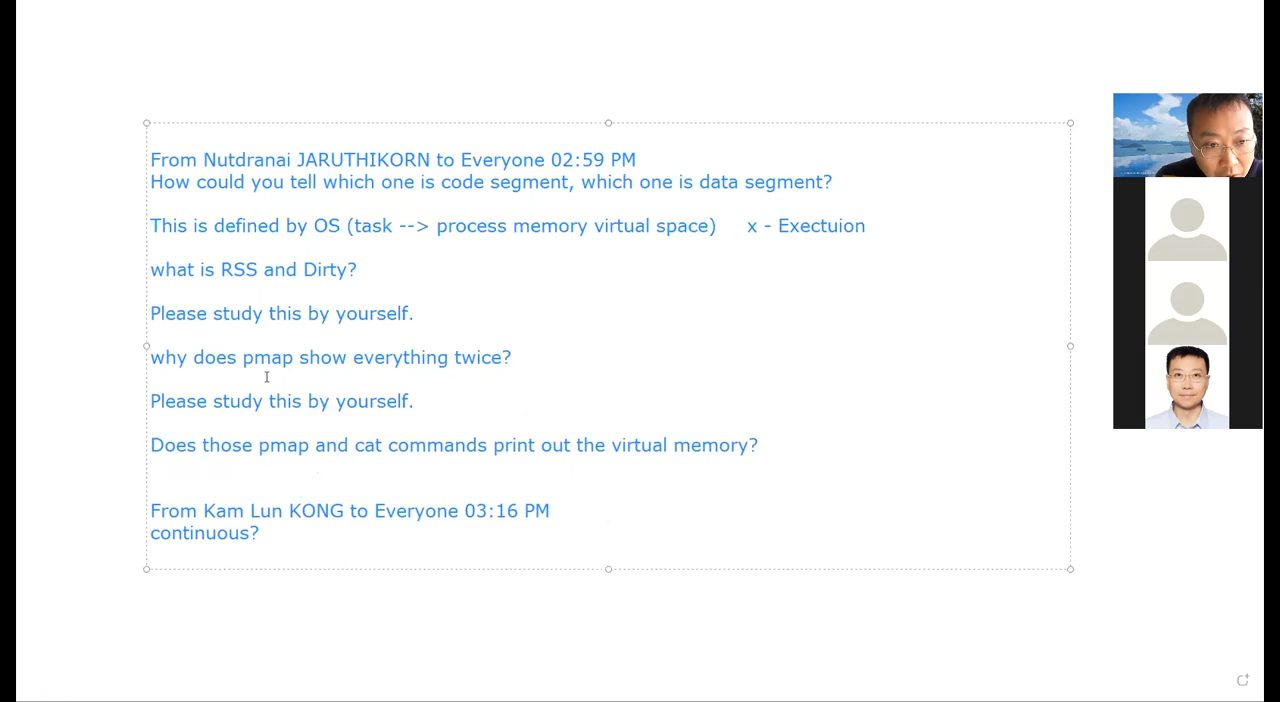 From Nutdranai JARUTHIKORN to Everyone 02:59 PM
How could you tell which one is code segment, which one is data segment?
This is defined by OS (task --> process memory virtual space) x - Exectuion
what is RSS and Dirty?
Please study this by yourself.
why does pmap show everything twice?
Please study this by yourself.
Does those pmap and cat commands print out the virtual memory?
From Kam Lun KONG to Everyone 03:16 PM
continuous?